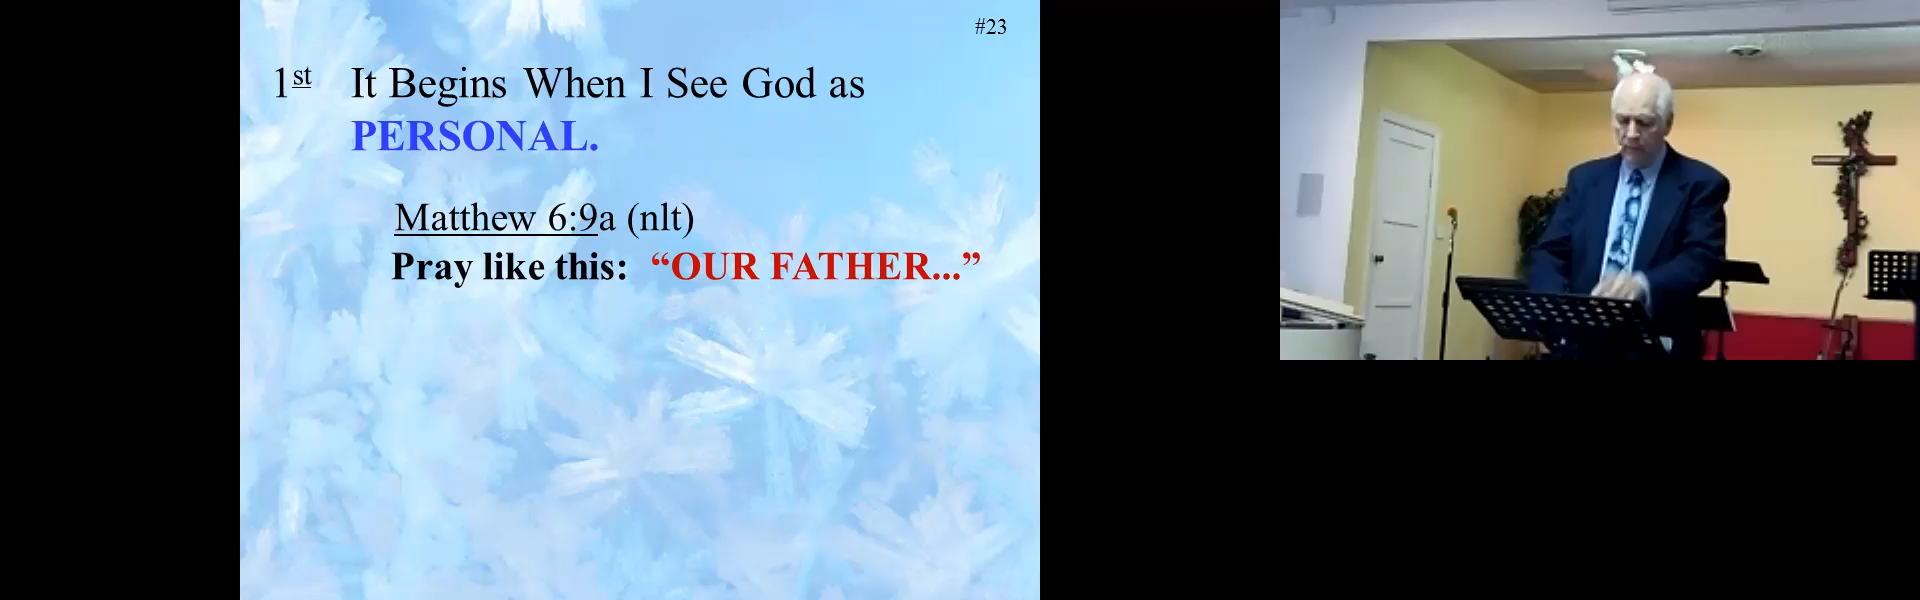 #23
1st It Begins When I See God as
PERSONAL.
Matthew 6:9a (nlt)
Pray like this: “OUR FATHER...”